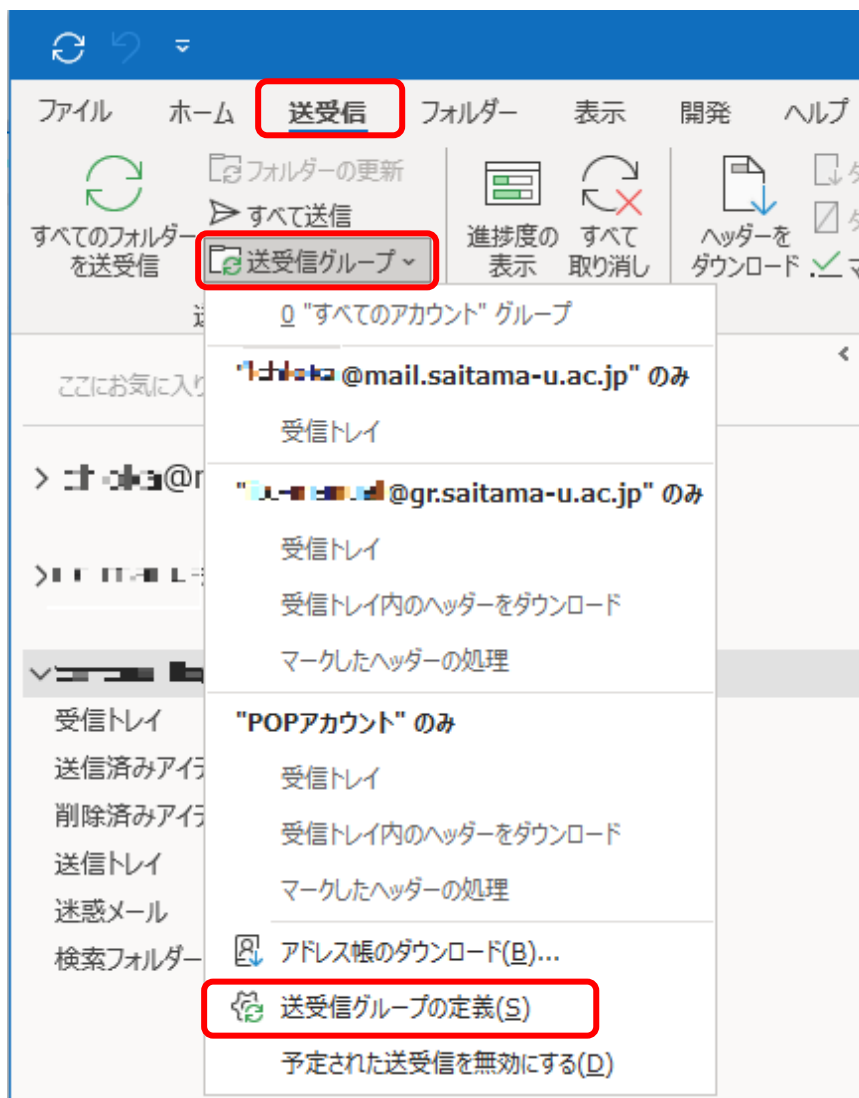 ファイル ホーム 送受信 フォルダー 表示 開発 ヘルプ
すべてのフォルダー
を送受信
フォルダーの更新
すべて送信
送受信グループ
進捗度の
表示
すべて
取り消し
ヘッダーを
ダウンロード
0 "すべてのアカウント" グループ
@mail.saitama-u.ac.jp" のみ
受信トレイ
@gr.saitama-u.ac.jp" のみ
受信トレイ
受信トレイ内のヘッダーをダウンロード
マークしたヘッダーの処理
"POPアカウント" のみ
受信トレイ
受信トレイ内のヘッダーをダウンロード
マークしたヘッダーの処理
アドレス帳のダウンロード(B)...
送受信グループの定義(S)
予定された送受信を無効にする(D)
ここにお気に入り
受信トレイ
送信済みアイテ
削除済みアイテ
送信トレイ
迷惑メール
検索フォルダー